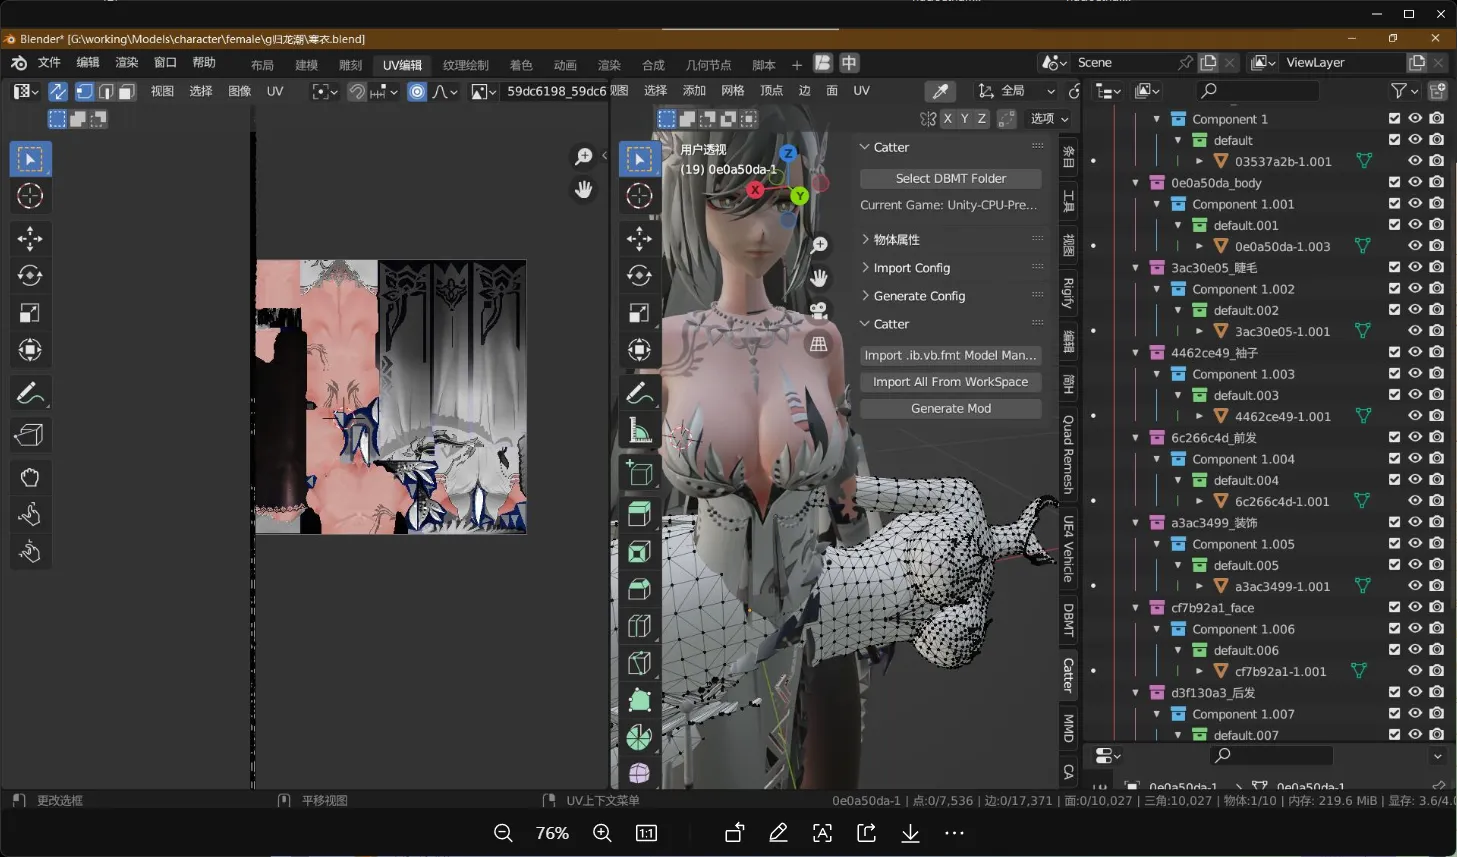 Blender* [G:\working\Models\character\female\g归龙潮\寒衣.blend]
文件 编辑 渲染 窗口 帮助 布局 建模 雕刻 UV编辑 纹理绘制 着色 动画 渲染 合成 几何节点 脚本 + 中 Scene ViewLayer
视图 选择 图像 UV 59dc6198_59dc6 视图 选择 添加 网格 顶点 边 面 UV 全局
X Y Z 选项
用户透视
(19) 0e0a50da-1
Z
X
Y
Catter
Select DBMT Folder
Current Game: Unity-CPU-Pre...
物体属性
Import Config
Generate Config
Catter
Import .ib.vb.fmt Model Man...
Import All From WorkSpace
Generate Mod
条目
工具
视图
Rigify
编辑
简H
Quad Remesh
UE4 Vehicle
DBMT
Catter
MMD
CA
Component 1
default
03537a2b-1.001
0e0a50da_body
Component 1.001
default.001
0e0a50da-1.003
3ac30e05_睫毛
Component 1.002
default.002
3ac30e05-1.001
4462ce49_袖子
Component 1.003
default.003
4462ce49-1.001
6c266c4d_前发
Component 1.004
default.004
6c266c4d-1.001
a3ac3499_装饰
Component 1.005
default.005
a3ac3499-1.001
cf7b92a1_face
Component 1.006
default.006
cf7b92a1-1.001
d3f130a3_后发
Component 1.007
default.007
0e0a50da-1 > 0e0a50da-1
更改选框 平移视图 UV上下文菜单 0e0a50da-1 | 点:0/7,536 | 边:0/17,371 | 面:0/10,027 | 三角:10,027 | 物体:1/10 | 内存: 219.6 MiB | 显存: 3.6/4.0
76% 1:1 A